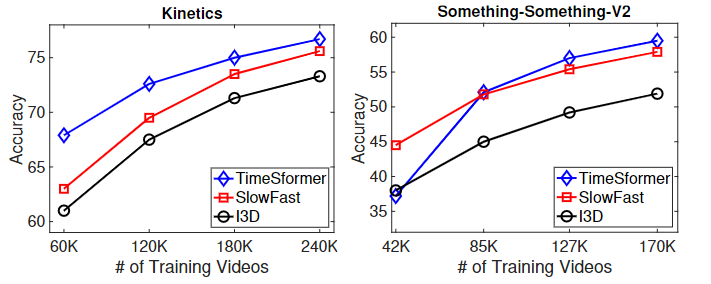 Kinetics
Accuracy
75
70
65
60
60K 120K 180K 240K
# of Training Videos
TimeSformer
SlowFast
I3D
Something-Something-V2
Accuracy
60
55
50
45
40
35
42K 85K 127K 170K
# of Training Videos
TimeSformer
SlowFast
I3D